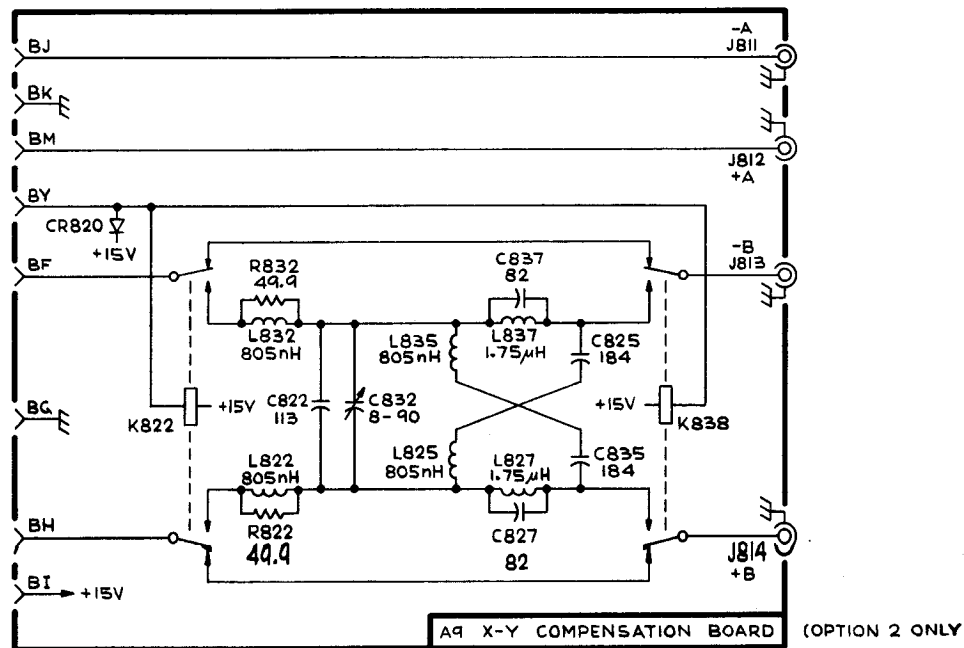 -A
J811
BJ
BK
BM
J812
+A
BY
CR820
+15V
-B
J813
BF
R832
49.9
C837
82
L832
805nH
L835
805nH
L837
1.75µH
C825
184
BG
K822
+15V
C822
113
C832
8-90
+15V
K838
L822
805nH
L825
805nH
L827
1.75µH
C835
184
BH
R822
49.9
C827
82
J814
+B
BI
+15V
A9 X-Y COMPENSATION BOARD
(OPTION 2 ONLY